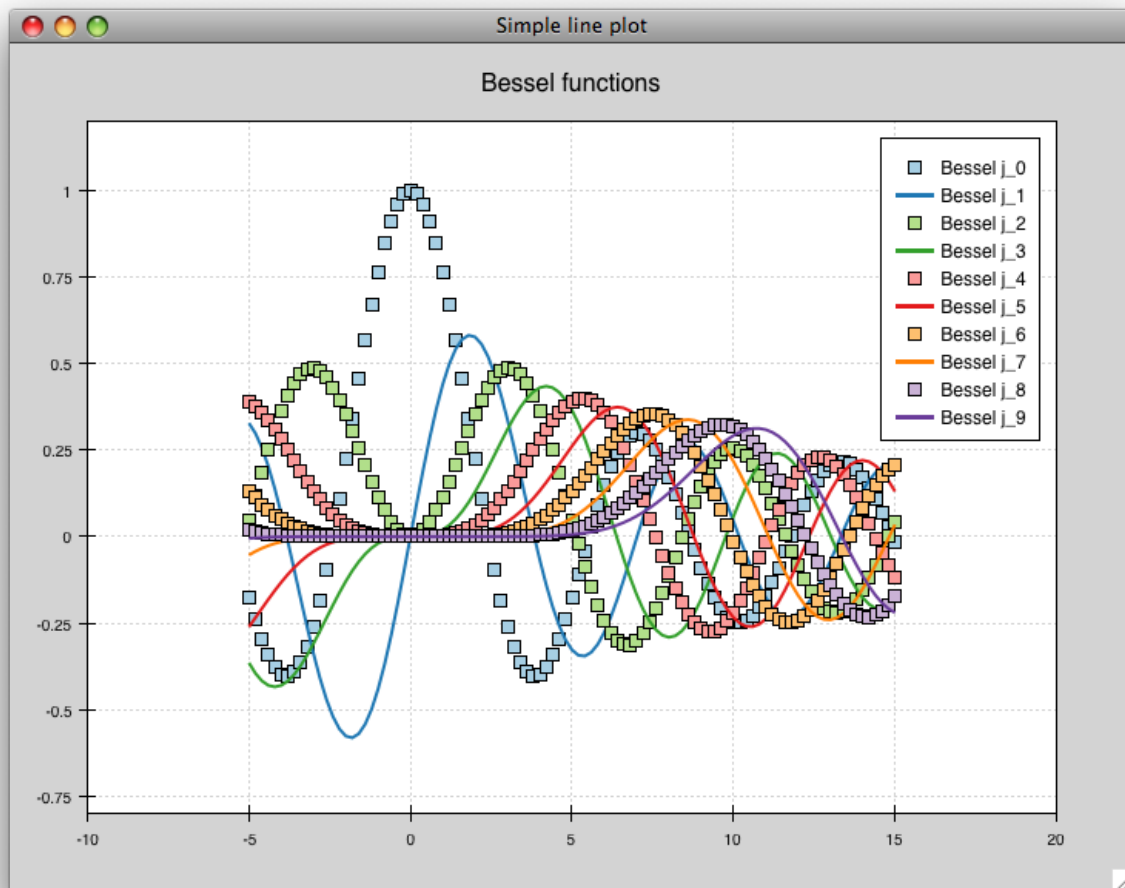 Simple line plot
Bessel functions
Bessel j_0
Bessel j_1
Bessel j_2
Bessel j_3
Bessel j_4
Bessel j_5
Bessel j_6
Bessel j_7
Bessel j_8
Bessel j_9
1
0.75
0.5
0.25
0
-0.25
-0.5
-0.75
-10 -5 0 5 10 15 20